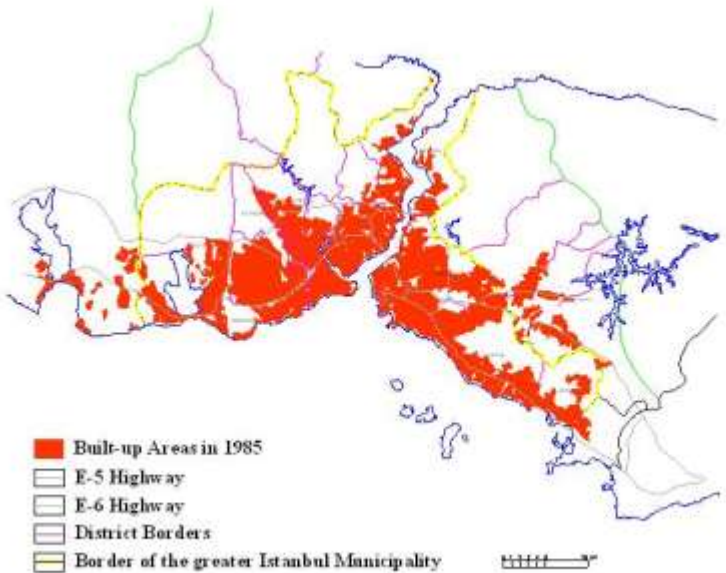 Built-up Areas in 1985
E-5 Highway
E-6 Highway
District Borders
Border of the greater Istanbul Municipality